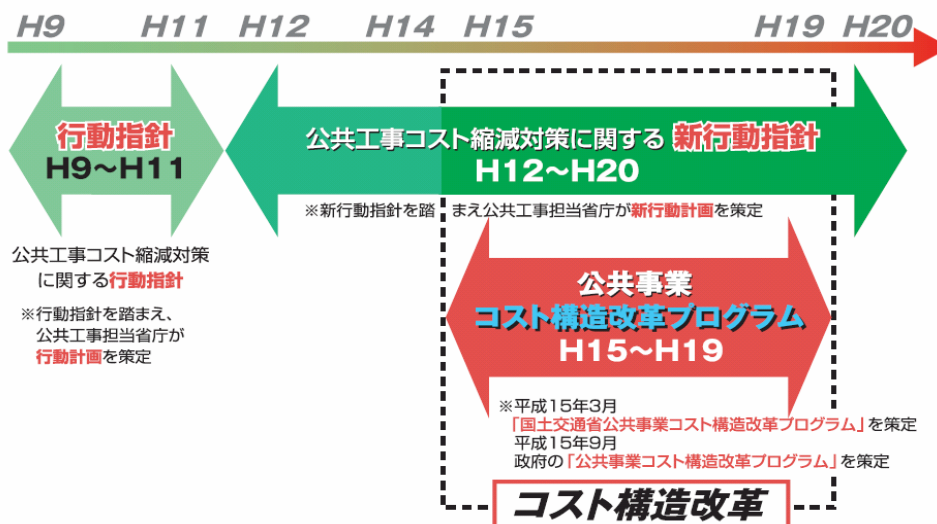 H9 H11 H12 H14 H15 H19 H20
行動指針
H9～H11
公共工事コスト縮減対策に関する 新行動指針
H12～H20
※新行動指針を踏まえ公共工事担当省庁が新行動計画を策定
公共工事コスト縮減対策
に関する行動指針
※行動指針を踏まえ、
公共工事担当省庁が
行動計画を策定
公共事業
コスト構造改革プログラム
H15～H19
※平成15年3月
「国土交通省公共事業コスト構造改革プログラム」を策定
平成15年9月
政府の「公共事業コスト構造改革プログラム」を策定
コスト構造改革